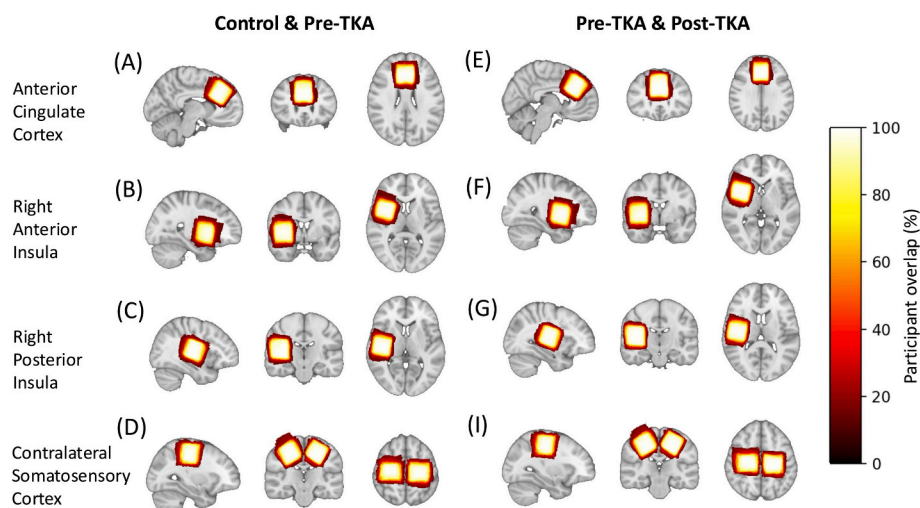 Control & Pre-TKA
Pre-TKA & Post-TKA
(A)
(E)
Anterior
Cingulate
Cortex
(B)
(F)
Right
Anterior
Insula
(C)
(G)
Right
Posterior
Insula
(D)
(I)
Contralateral
Somatosensory
Cortex
100
80
60
40
20
0
Participant overlap (%)